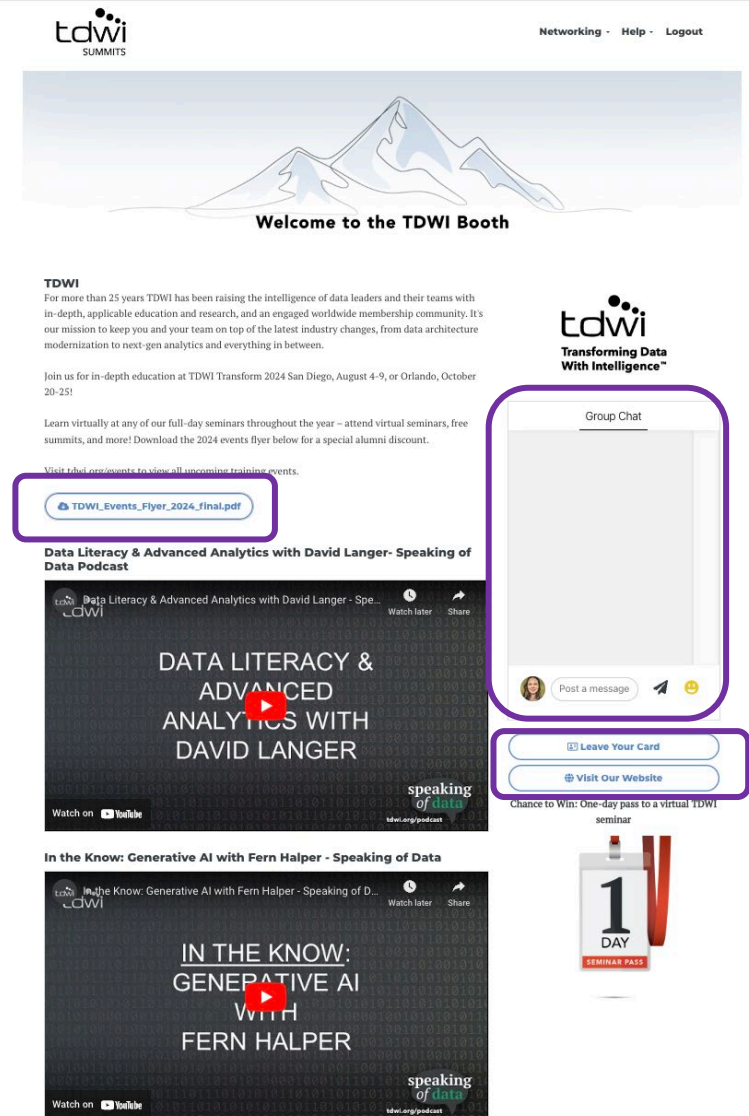 tdwi
SUMMITS
Networking - Help - Logout
Welcome to the TDWI Booth
TDWI
For more than 25 years TDWI has been raising the intelligence of data leaders and their teams with
in-depth, applicable education and research, and an engaged worldwide membership community. It's
our mission to keep you and your team on top of the latest industry changes, from data architecture
modernization to next-gen analytics and everything in between.
Join us for in-depth education at TDWI Transform 2024 San Diego, August 4-9, or Orlando, October
20-25!
Learn virtually at any of our full-day seminars throughout the year – attend virtual seminars, free
summits, and more! Download the 2024 events flyer below for a special alumni discount.
Visit tdwi.org/events to view all upcoming training events.
TDWI_Events_Flyer_2024_final.pdf
Data Literacy & Advanced Analytics with David Langer- Speaking of
Data Podcast
tdwi
Data Literacy & Advanced Analytics with David Langer - Spe...
Watch later Share
tdwi
DATA LITERACY &
ADVANCED
ANALYTICS WITH
DAVID LANGER
speaking
of data
tdwi.org/podcast
Watch on YouTube
In the Know: Generative AI with Fern Halper - Speaking of Data
tdwi
In the Know: Generative AI with Fern Halper - Speaking of D...
Watch later Share
tdwi
IN THE KNOW:
GENERATIVE AI
WITH
FERN HALPER
speaking
of data
tdwi.org/podcast
Watch on YouTube
tdwi
Transforming Data
With Intelligence™
Group Chat
Post a message
Leave Your Card
Visit Our Website
Chance to Win: One-day pass to a virtual TDWI
seminar
1
DAY
SEMINAR PASS